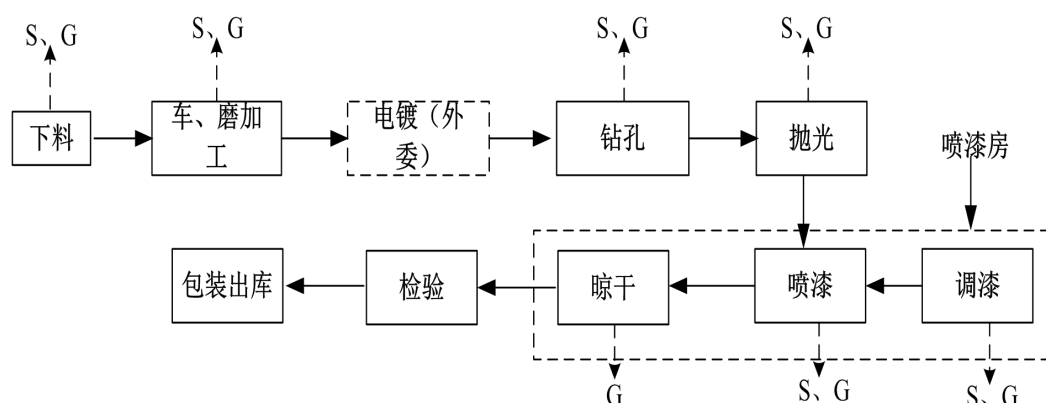 S、G
S、G
S、G
S、G
下料
车、磨加
工
电镀（外
委）
钻孔
抛光
喷漆房
包装出库
检验
晾干
喷漆
调漆
G
S、G
S、G